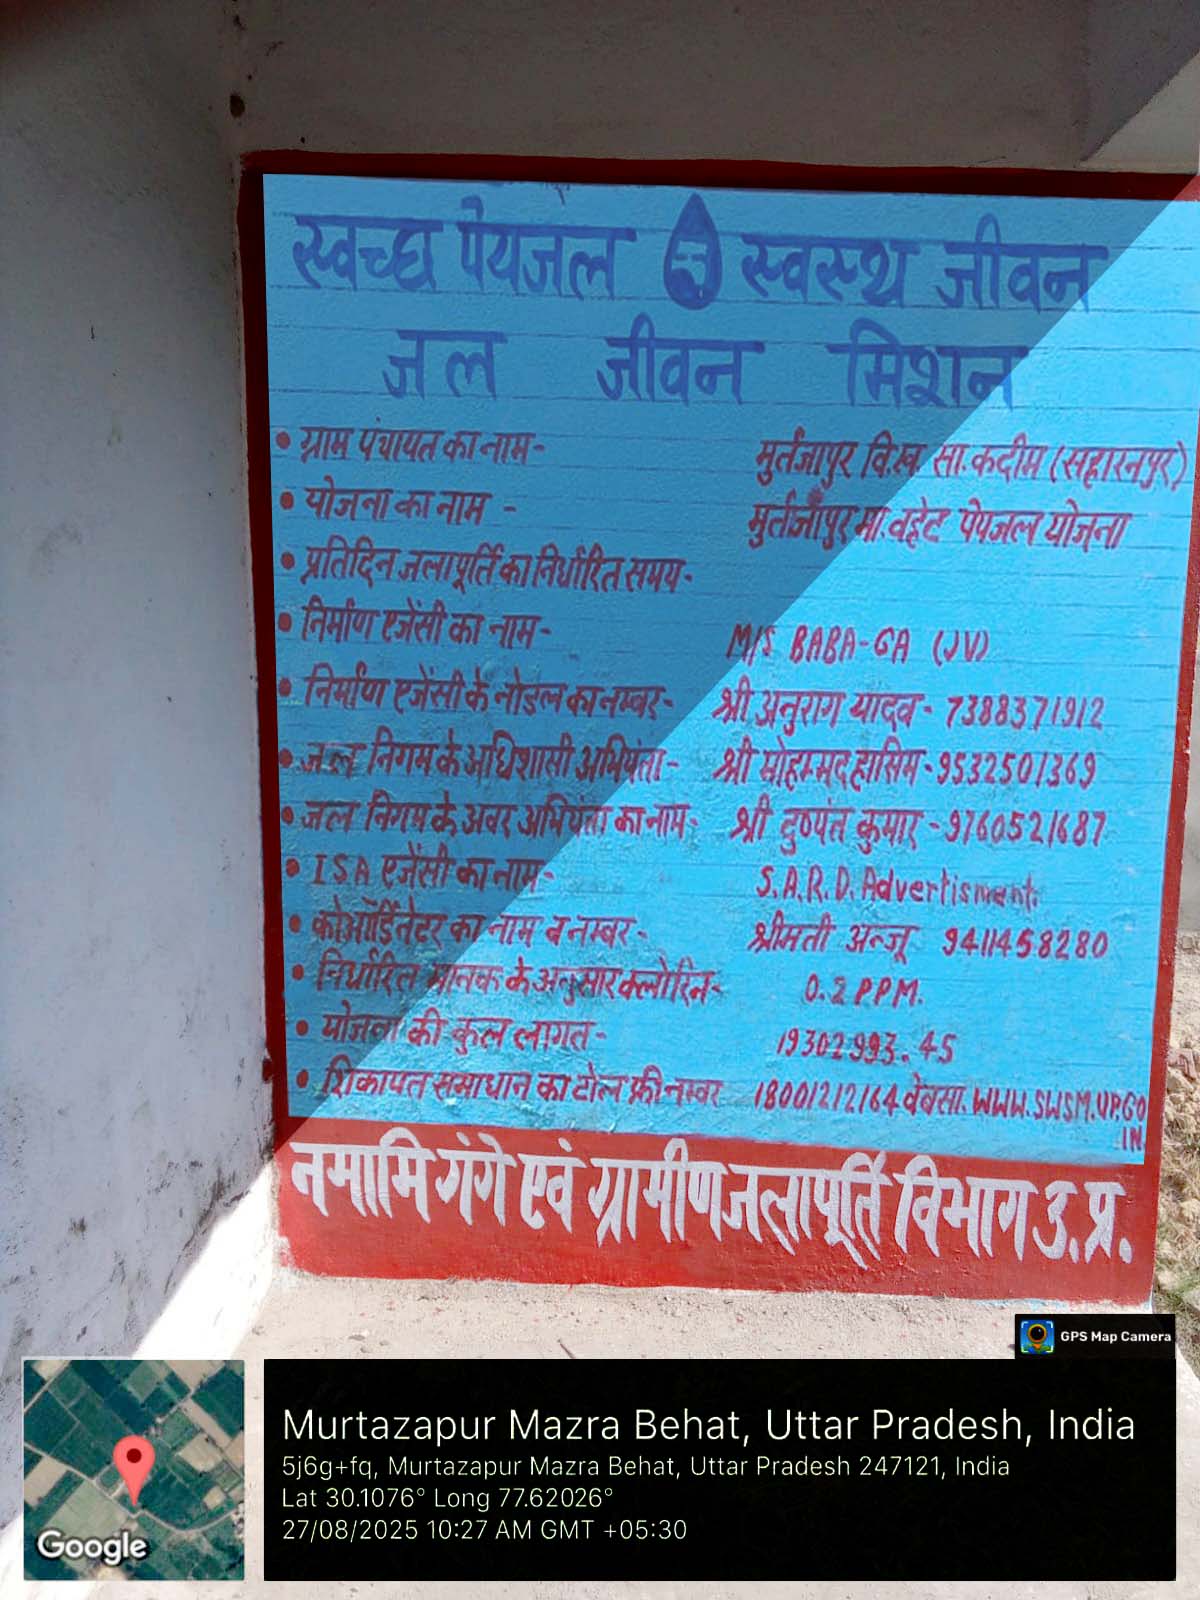 स्वच्छ पेयजल स्वस्थ जीवन
जल जीवन मिशन
• ग्राम पंचायत का नाम- मुर्तजापुर वि.ख. सा. कदीम (सहारनपुर)
• योजना का नाम - मुर्तजापुर मा. वहेट पेयजल योजना
• प्रतिदिन जलापूर्ति का निर्धारित समय-
• निर्माण एजेंसी का नाम- M/S BABA-GA (JV)
• निर्माण एजेंसी के नोडल का नम्बर- श्री अनुराग यादव - 7388371912
• जल निगम के अधिशासी अभियंता- श्री मोहम्मद हासिम - 9532501369
• जल निगम के अवर अभियंता का नाम- श्री दुष्यंत कुमार - 9760521687
• ISA एजेंसी का नाम- S.A.R.D. Advertisment.
• कोऑर्डिनेटर का नाम व नम्बर- श्रीमती अन्जू 9411458280
• निर्धारित मानक के अनुसार क्लोरिन- 0.2 PPM.
• योजना की कुल लागत- 19302993.45
• शिकायत समाधान का टोल फ्री नम्बर 18001212164 वेबसा. WWW.SWSM.UP.GO
IN
नमामि गंगे एवं ग्रामीण जलापूर्ति विभाग उ.प्र.
GPS Map Camera
Murtazapur Mazra Behat, Uttar Pradesh, India
5j6g+fq, Murtazapur Mazra Behat, Uttar Pradesh 247121, India
Lat 30.1076° Long 77.62026°
27/08/2025 10:27 AM GMT +05:30
Google